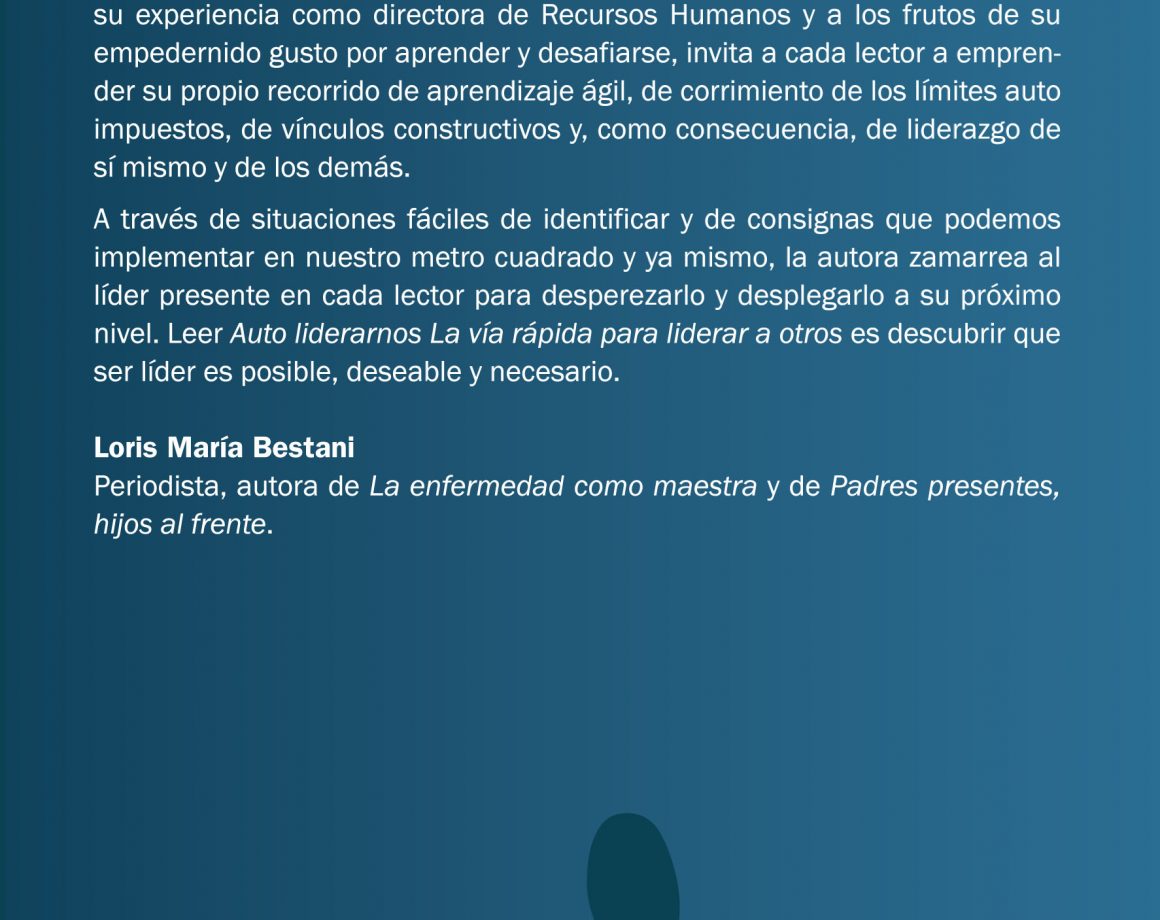 su experiencia como directora de Recursos Humanos y a los frutos de su
empedernido gusto por aprender y desafiarse, invita a cada lector a empren-
der su propio recorrido de aprendizaje ágil, de corrimiento de los límites auto
impuestos, de vínculos constructivos y, como consecuencia, de liderazgo de
sí mismo y de los demás.
A través de situaciones fáciles de identificar y de consignas que podemos
implementar en nuestro metro cuadrado y ya mismo, la autora zamarrea al
líder presente en cada lector para desperezarlo y desplegarlo a su próximo
nivel. Leer Auto liderarnos La vía rápida para liderar a otros es descubrir que
ser líder es posible, deseable y necesario.
Loris María Bestani
Periodista, autora de La enfermedad como maestra y de Padres presentes,
hijos al frente.